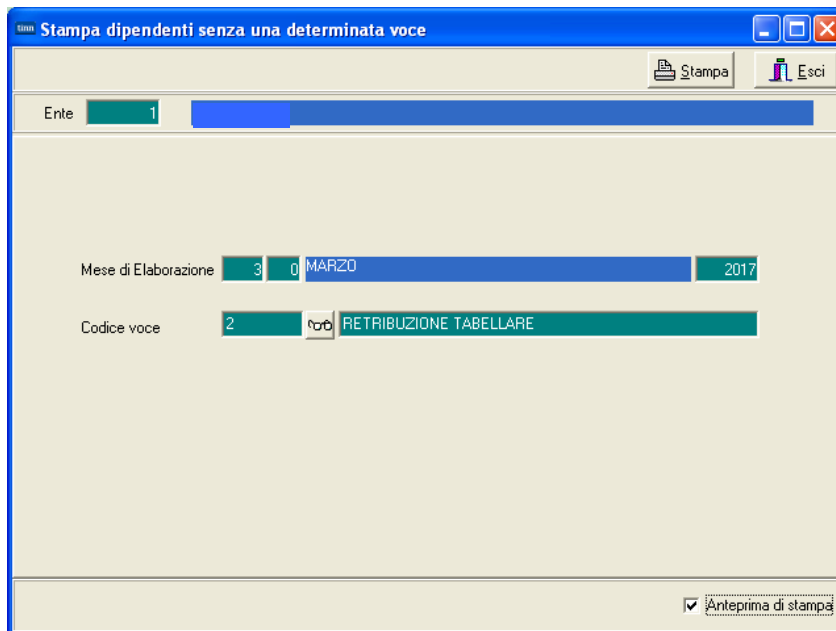 tinn Stampa dipendenti senza una determinata voce
Stampa Esci
Ente 1
Mese di Elaborazione 3 0 MARZO 2017
Codice voce 2 RETRIBUZIONE TABELLARE
Anteprima di stampa